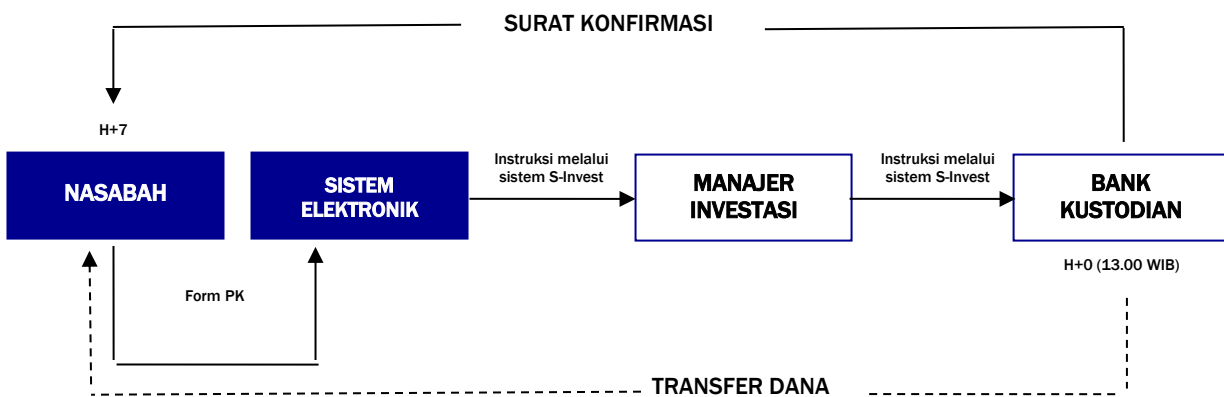 SURAT KONFIRMASI
H+7
NASABAH
SISTEM
ELEKTRONIK
Instruksi melalui
sistem S-Invest
MANAJER
INVESTASI
Instruksi melalui
sistem S-Invest
BANK
KUSTODIAN
H+0 (13.00 WIB)
Form PK
TRANSFER DANA